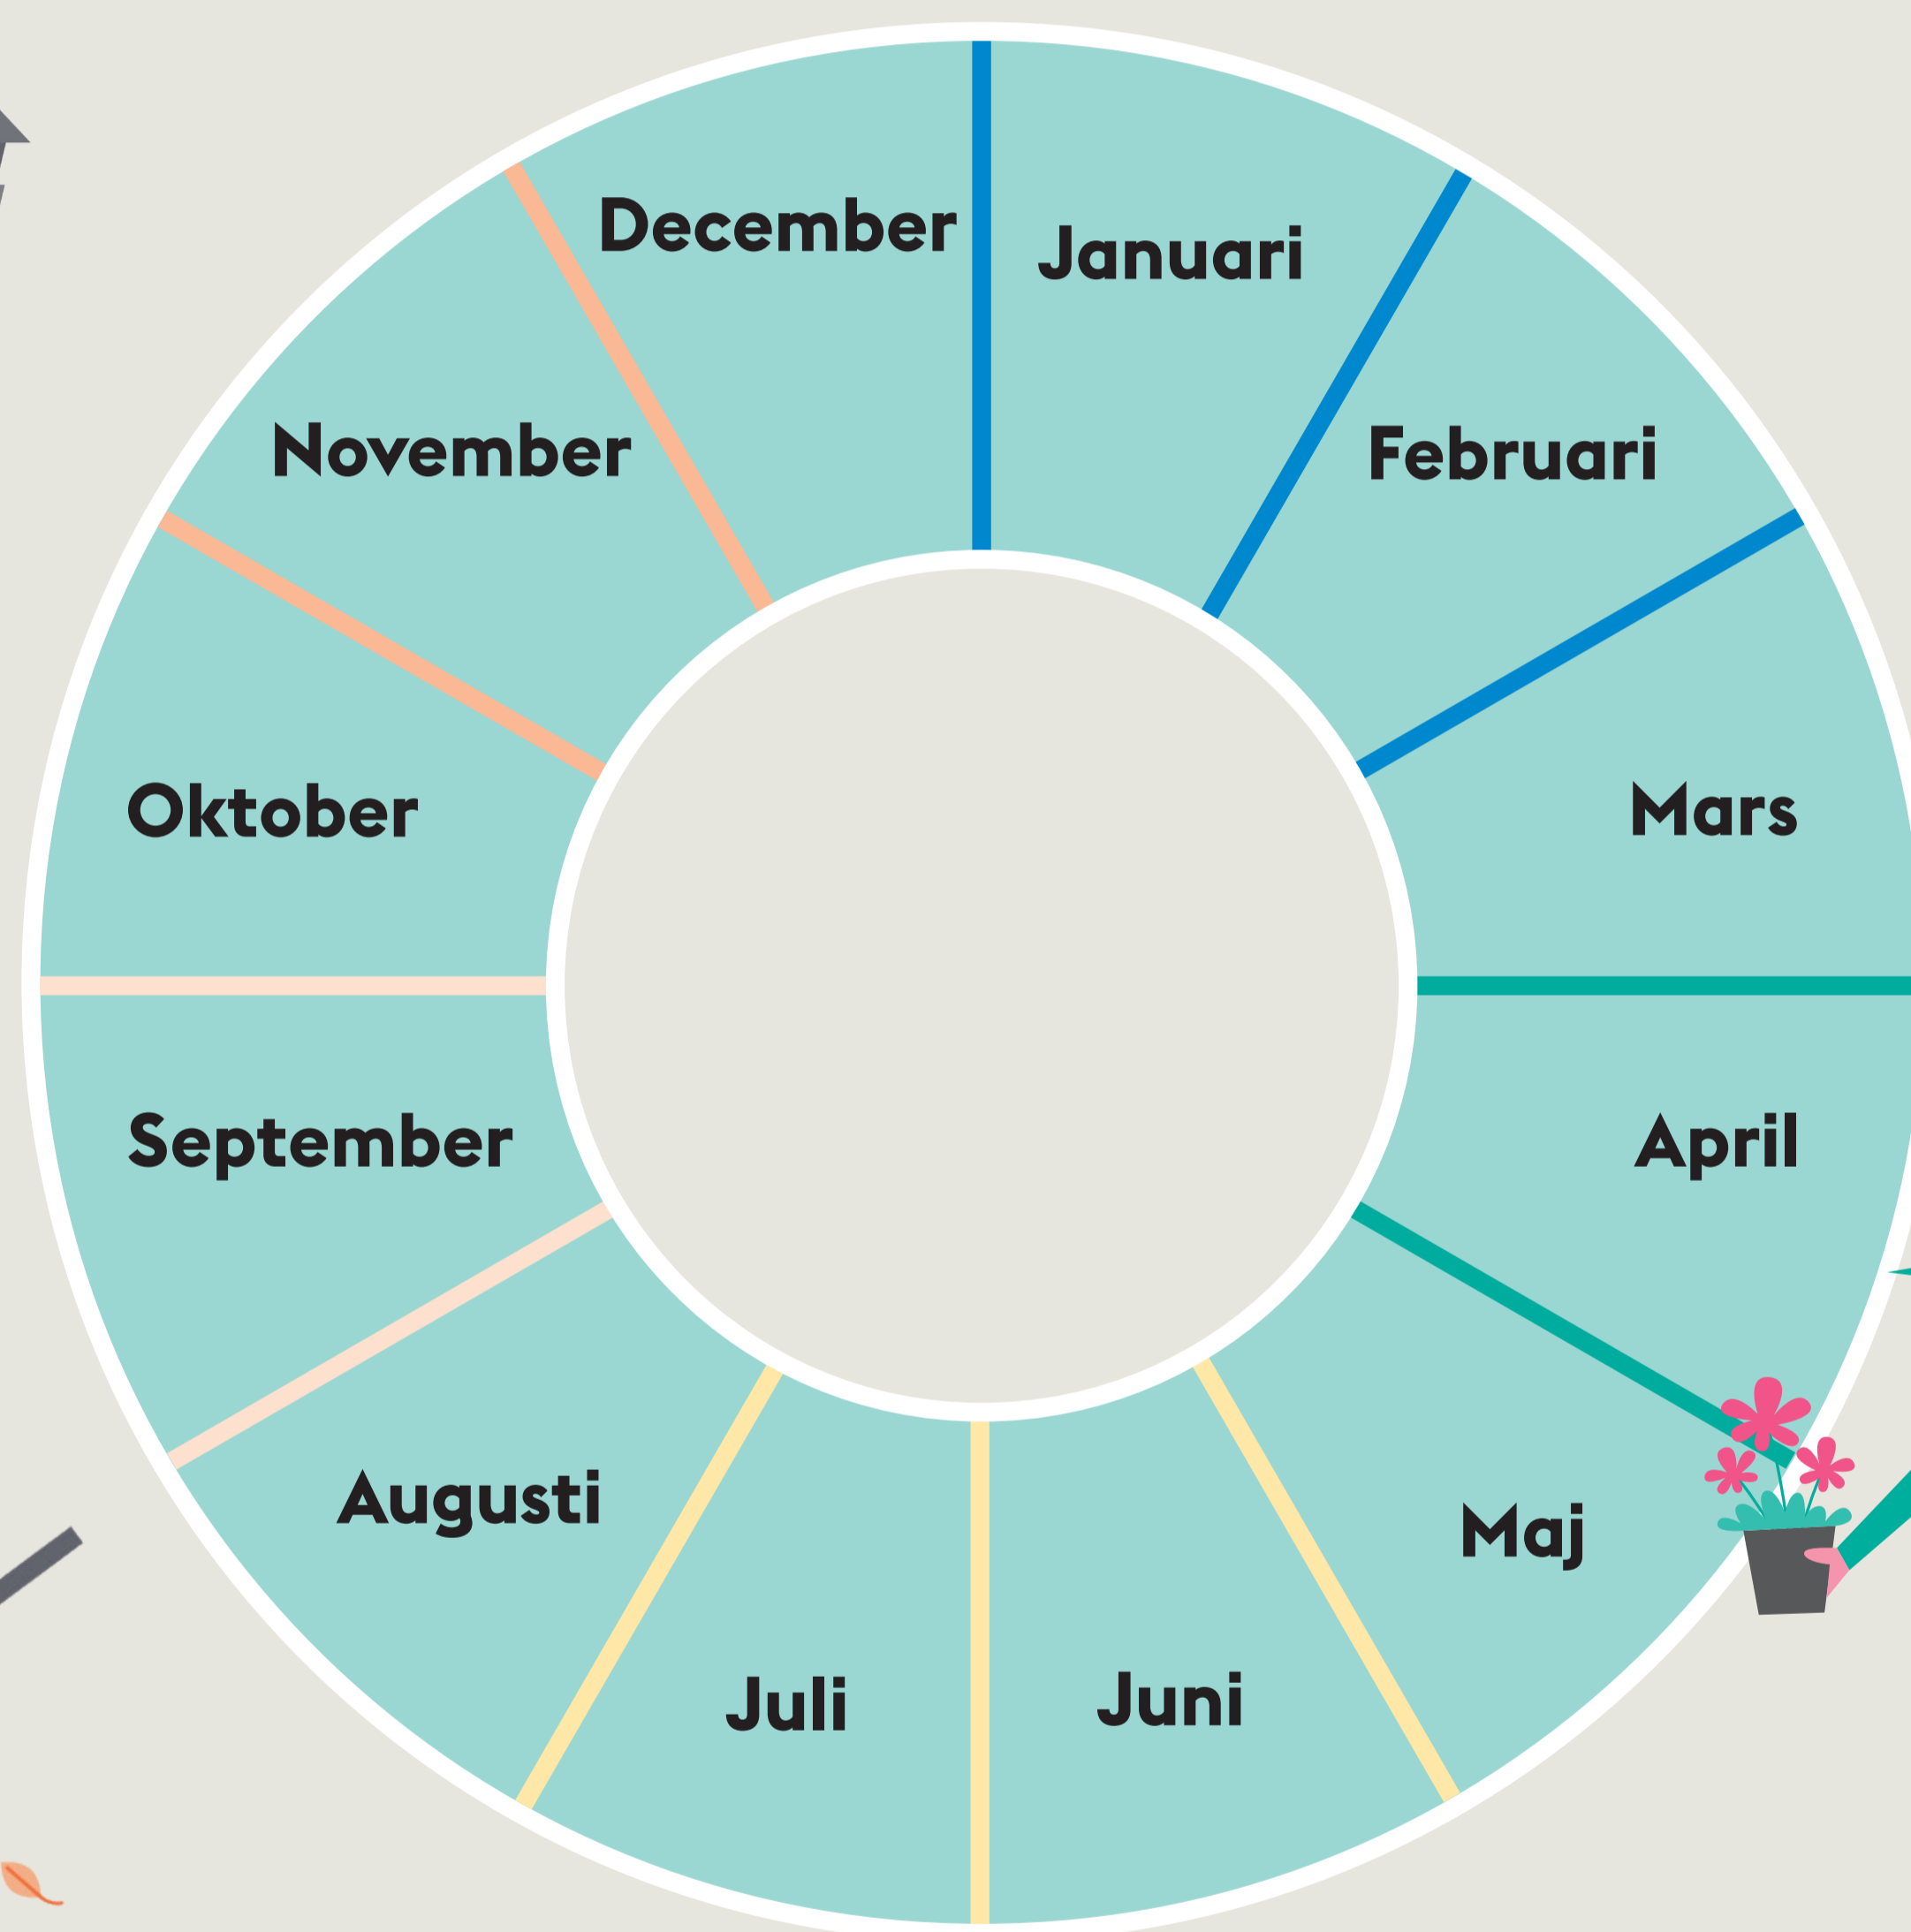 Januari
Februari
Mars
April
Maj
Juni
Juli
Augusti
September
Oktober
November
December